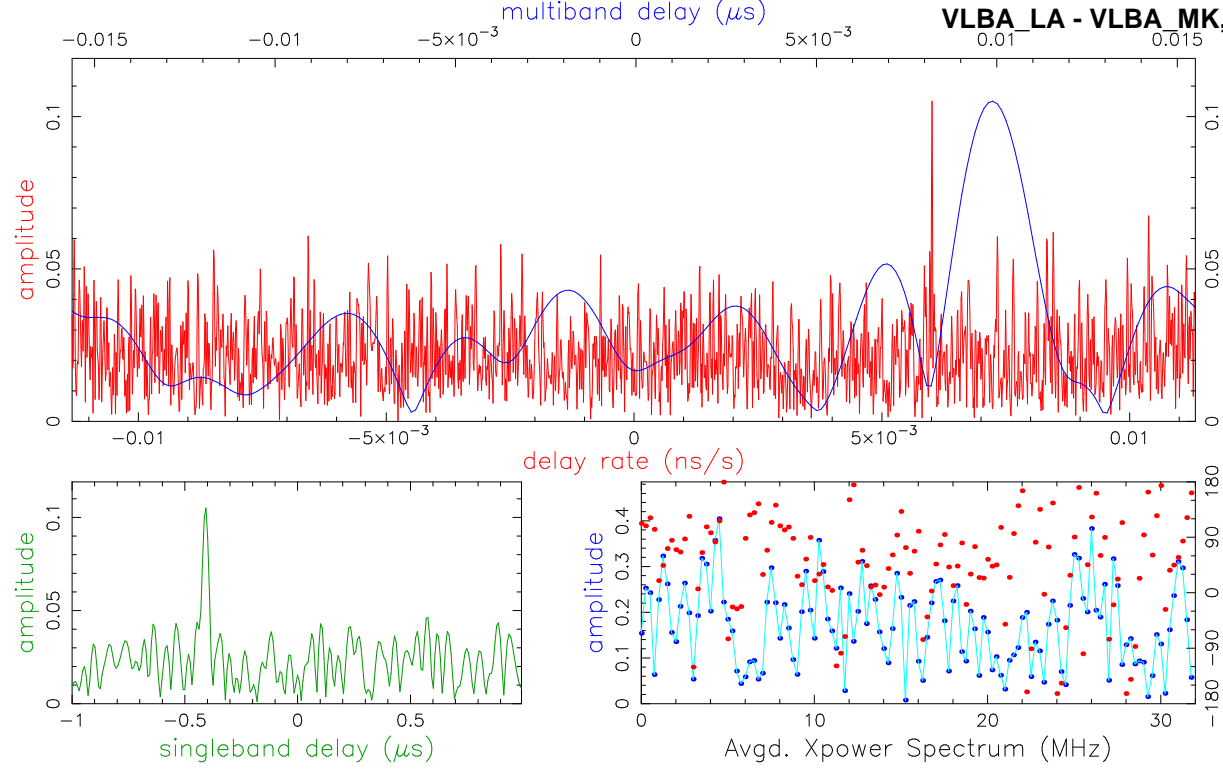 multiband delay (μs)
VLBA_LA - VLBA_MK,
−0.015 −0.01 −5×10⁻³ 0 5×10⁻³ 0.01 0.015
amplitude
0 0.05 0.1
0 0.05 0.1
−0.01 −5×10⁻³ 0 5×10⁻³ 0.01
delay rate (ns/s)
amplitude
0 0.05 0.1
−1 −0.5 0 0.5
singleband delay (μs)
amplitude
0 0.1 0.2 0.3 0.4
−180 −90 0 90 180
0 10 20 30
Avgd. Xpower Spectrum (MHz)